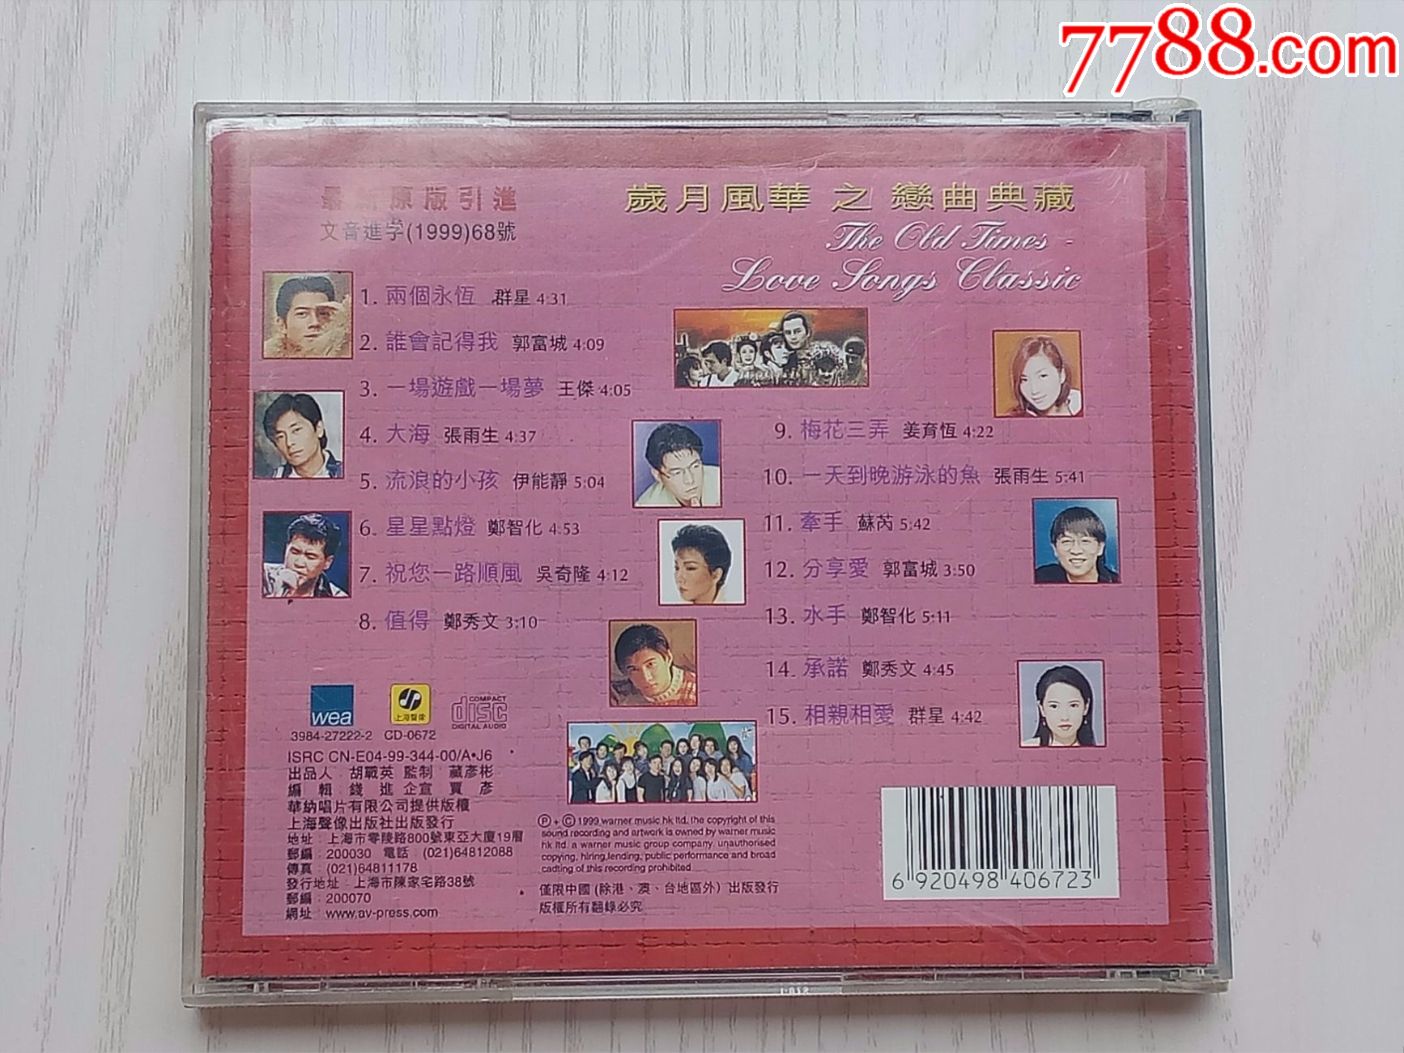 7788.com
原版引進
文音進字(1999)68號
歲月風華 之 戀曲典藏
The Old Times -
Love Songs Classic
1. 兩個永恆 群星 4:31
2. 誰會記得我 郭富城 4:09
3. 一場遊戲一場夢 王傑 4:05
4. 大海 張雨生 4:37
5. 流浪的小孩 伊能靜 5:04
6. 星星點燈 鄭智化 4:53
7. 祝您一路順風 吳奇隆 4:12
8. 值得 鄭秀文 3:10
9. 梅花三弄 姜育恆 4:22
10. 一天到晚游泳的魚 張雨生 5:41
11. 牽手 蘇芮 5:42
12. 分享愛 郭富城 3:50
13. 水手 鄭智化 5:11
14. 承諾 鄭秀文 4:45
15. 相親相愛 群星 4:42
wea
上海聲像
COMPACT
disc
DIGITAL AUDIO
3984-27222-2 CD-0672
ISRC CN-E04-99-344-00/A•J6
出品人 胡戰英 監制 藏彥彬
編 輯 錢 進 企宣 賈 彥
華納唱片有限公司提供版權
上海聲像出版社出版發行
地址: 上海市零陵路800號東亞大廈19層
郵編: 200030 電話: (021)64812088
傳真: (021)64811178
發行地址: 上海市陳家宅路38號
郵編: 200070
網址: www.av-press.com
Ⓟ + Ⓒ 1999 warner music hk ltd. the copyright of this
sound recording and artwork is owned by warner music
hk ltd. a warner music group company. unauthorised
copying, hiring, lending, public performance and broad
cadting of this recording prohibited.
僅限中國 (除港、澳、台地區外) 出版發行
版權所有翻錄必究
6 920498 406723